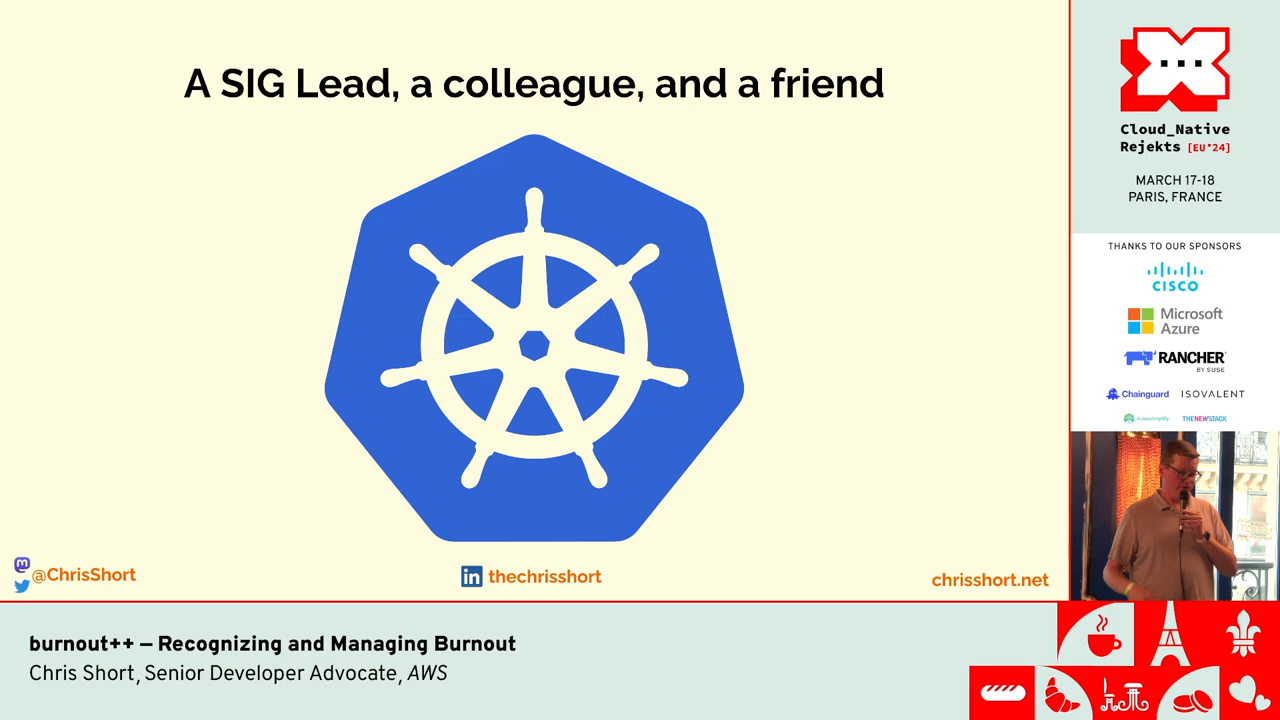 A SIG Lead, a colleague, and a friend
@ChrisShort
in thechrisshort
chrisshort.net
Cloud_Native
Rejekts [EU*24]
MARCH 17-18
PARIS, FRANCE
THANKS TO OUR SPONSORS
CISCO
Microsoft
Azure
RANCHER
BY SUSE
Chainguard ISOVALENT
Kubesimplify THENEWSTACK
burnout++ – Recognizing and Managing Burnout
Chris Short, Senior Developer Advocate, AWS